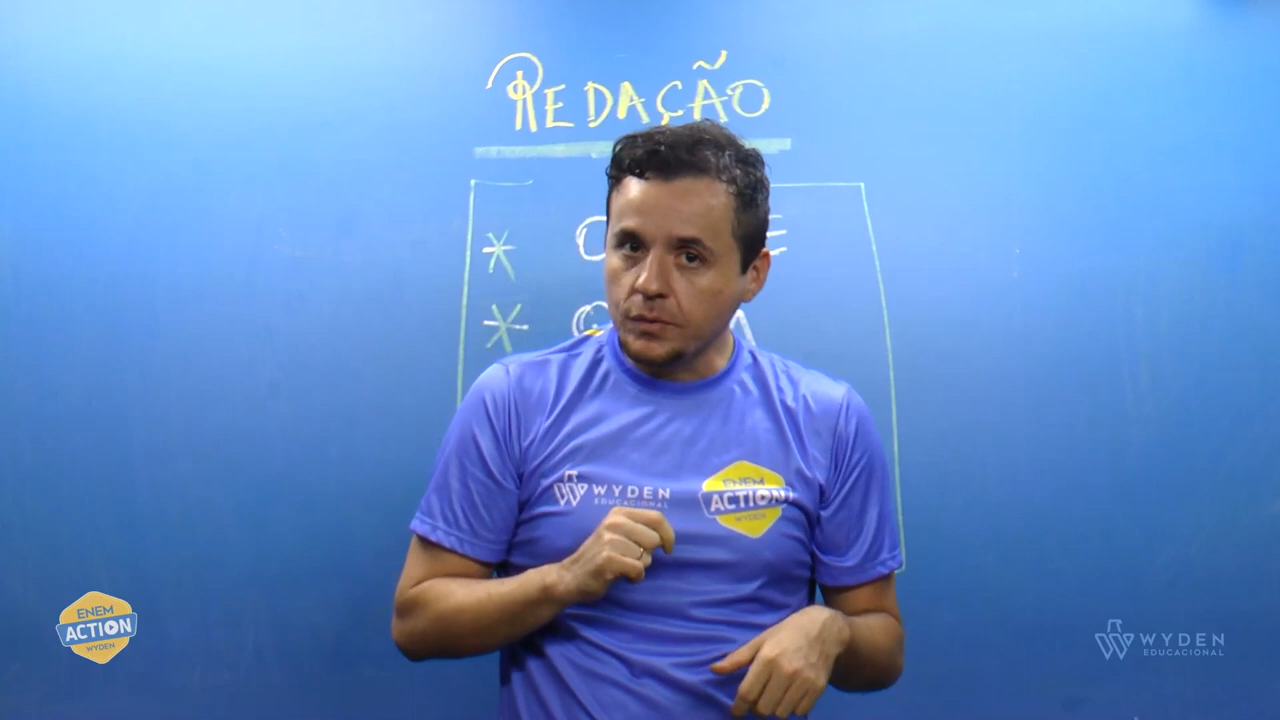 REDAÇÃO
WYDEN
EDUCACIONAL
ENEM
ACTION
WYDEN
ENEM
ACTION
WYDEN
WYDEN
EDUCACIONAL